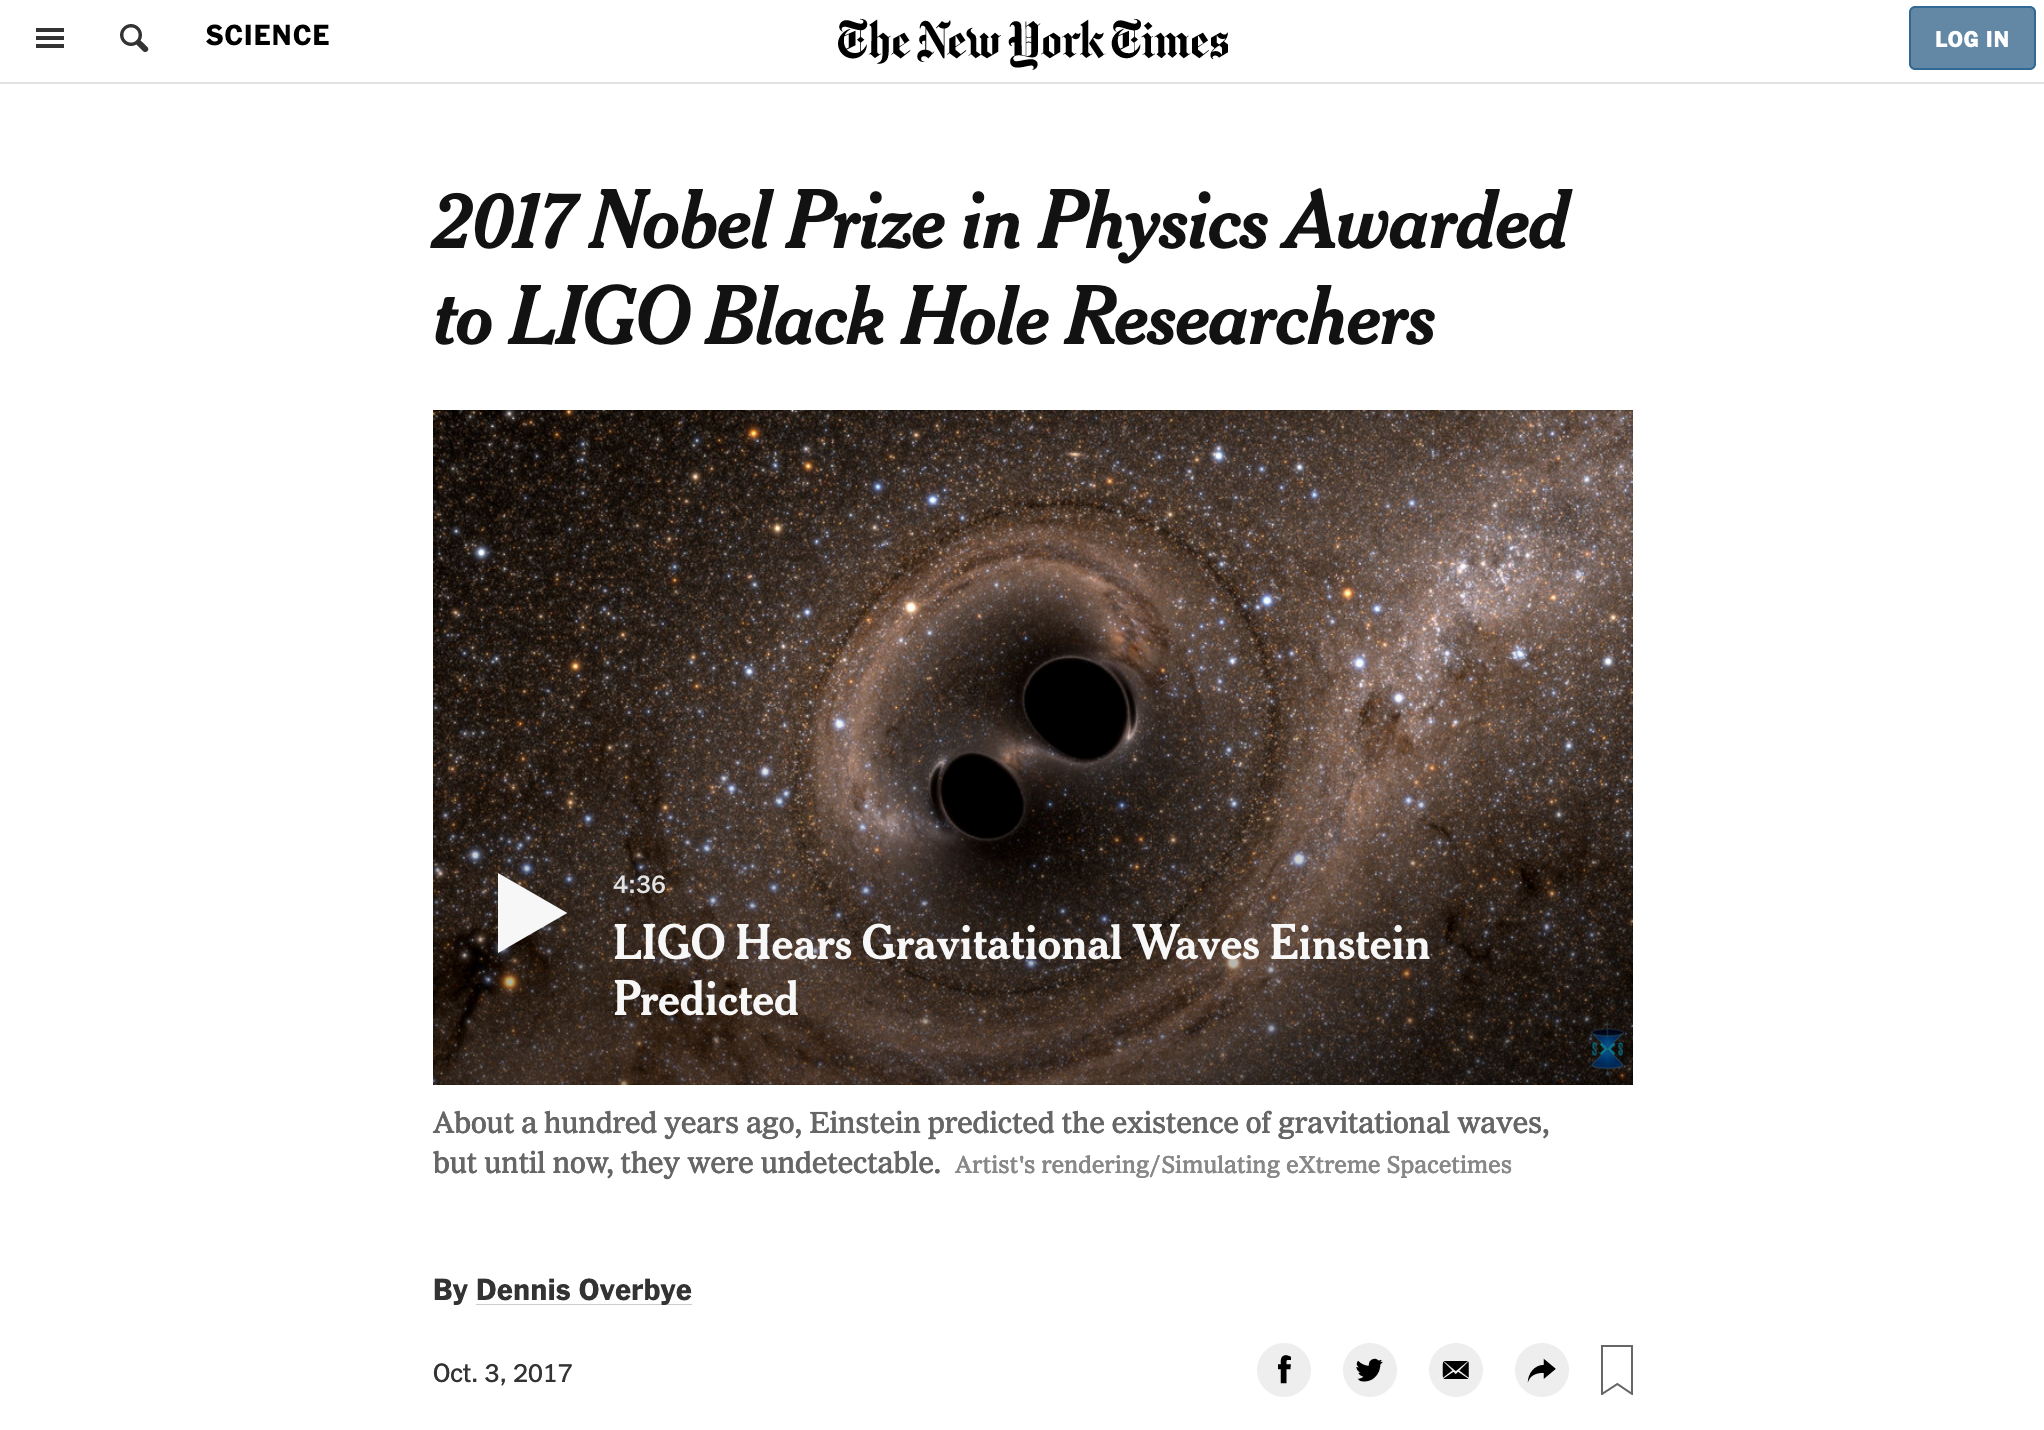 SCIENCE
The New York Times
LOG IN
2017 Nobel Prize in Physics Awarded
to LIGO Black Hole Researchers
4:36
LIGO Hears Gravitational Waves Einstein
Predicted
SXS
About a hundred years ago, Einstein predicted the existence of gravitational waves,
but until now, they were undetectable. Artist's rendering/Simulating eXtreme Spacetimes
By Dennis Overbye
Oct. 3, 2017